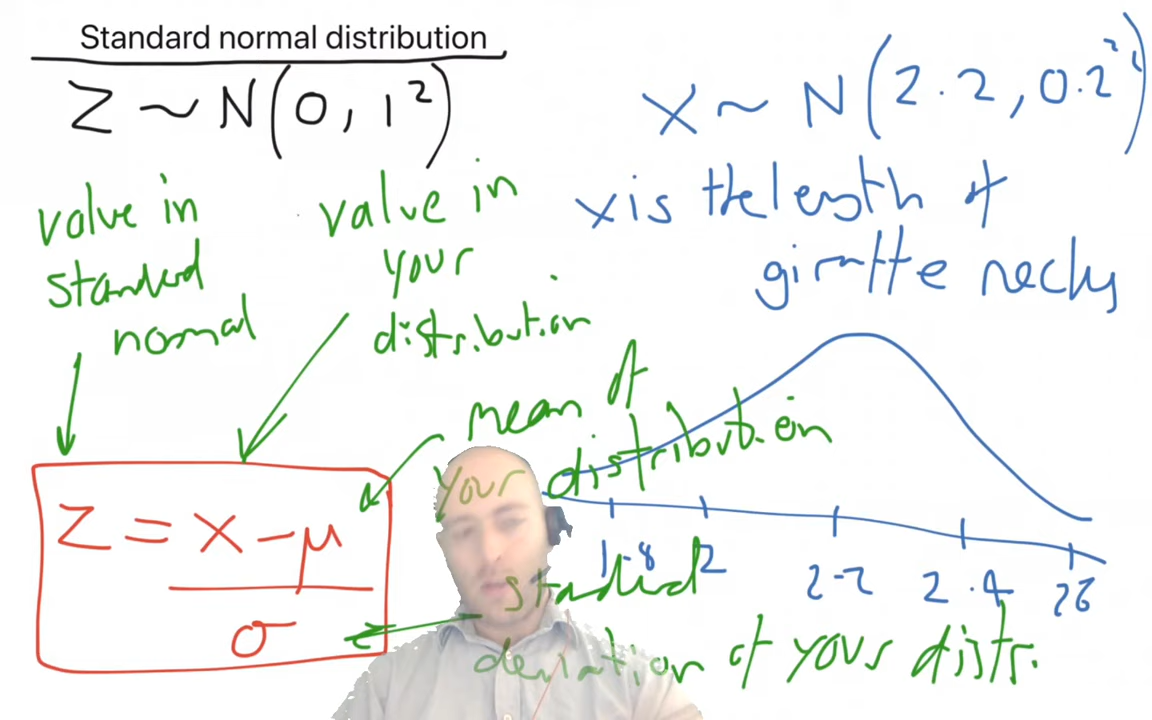 Standard normal distribution
Z ~ N(0, 1²)
value in
standard
normal
value in
your
distribution
mean of
your distribution
Z = X - μ
σ
standard
deviation of your distr.
X ~ N(2.2, 0.2²)
X is the length of
giraffe necks
1.8 2 2.2 2.4 26